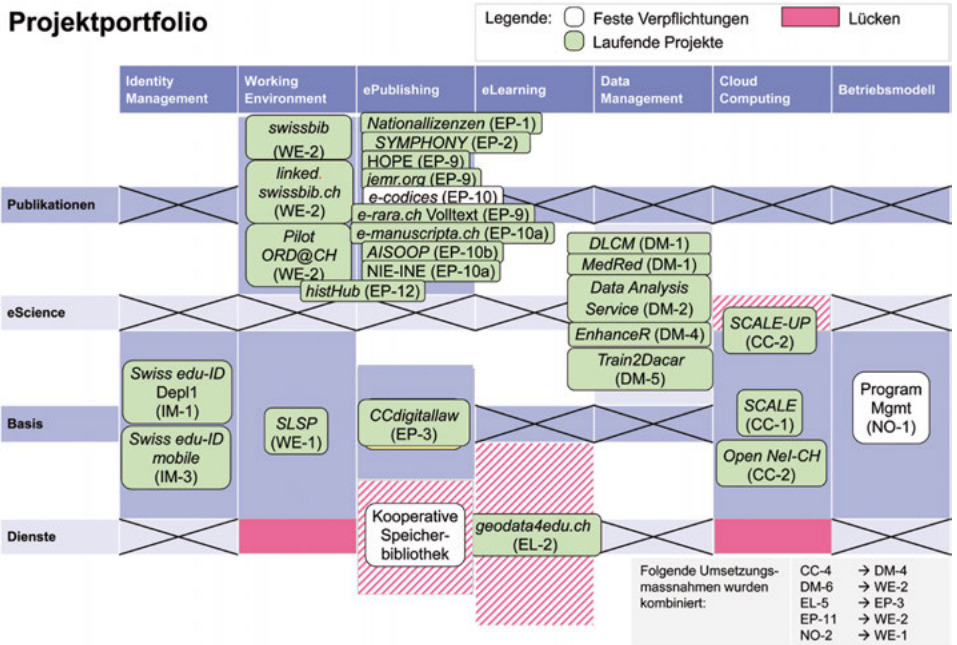 Projektportfolio
Legende:
Feste Verpflichtungen
Lücken
Laufende Projekte
Identity
Management
Working
Environment
ePublishing
eLearning
Data
Management
Cloud
Computing
Betriebsmodell
Publikationen
swissbib
(WE-2)
linked.
swissbib.ch
(WE-2)
Pilot
ORD@CH
(WE-2)
Nationallizenzen (EP-1)
SYMPHONY (EP-2)
HOPE (EP-9)
jemr.org (EP-9)
e-codices (EP-10)
e-rara.ch Volltext (EP-9)
e-manuscripta.ch (EP-10a)
AISOOP (EP-10b)
NIE-INE (EP-10a)
histHub (EP-12)
DLCM (DM-1)
MedRed (DM-1)
Data Analysis
Service (DM-2)
EnhanceR (DM-4)
Train2Dacar
(DM-5)
eScience
SCALE-UP
(CC-2)
Basis
Swiss edu-ID
Depl1
(IM-1)
Swiss edu-ID
mobile
(IM-3)
SLSP
(WE-1)
CCdigitallaw
(EP-3)
SCALE
(CC-1)
Open Nel-CH
(CC-2)
Program
Mgmt
(NO-1)
Dienste
Kooperative
Speicher-
bibliothek
geodata4edu.ch
(EL-2)
Folgende Umsetzungs-
massnahmen wurden
kombiniert:
CC-4 → DM-4
DM-6 → WE-2
EL-5 → EP-3
EP-11 → WE-2
NO-2 → WE-1